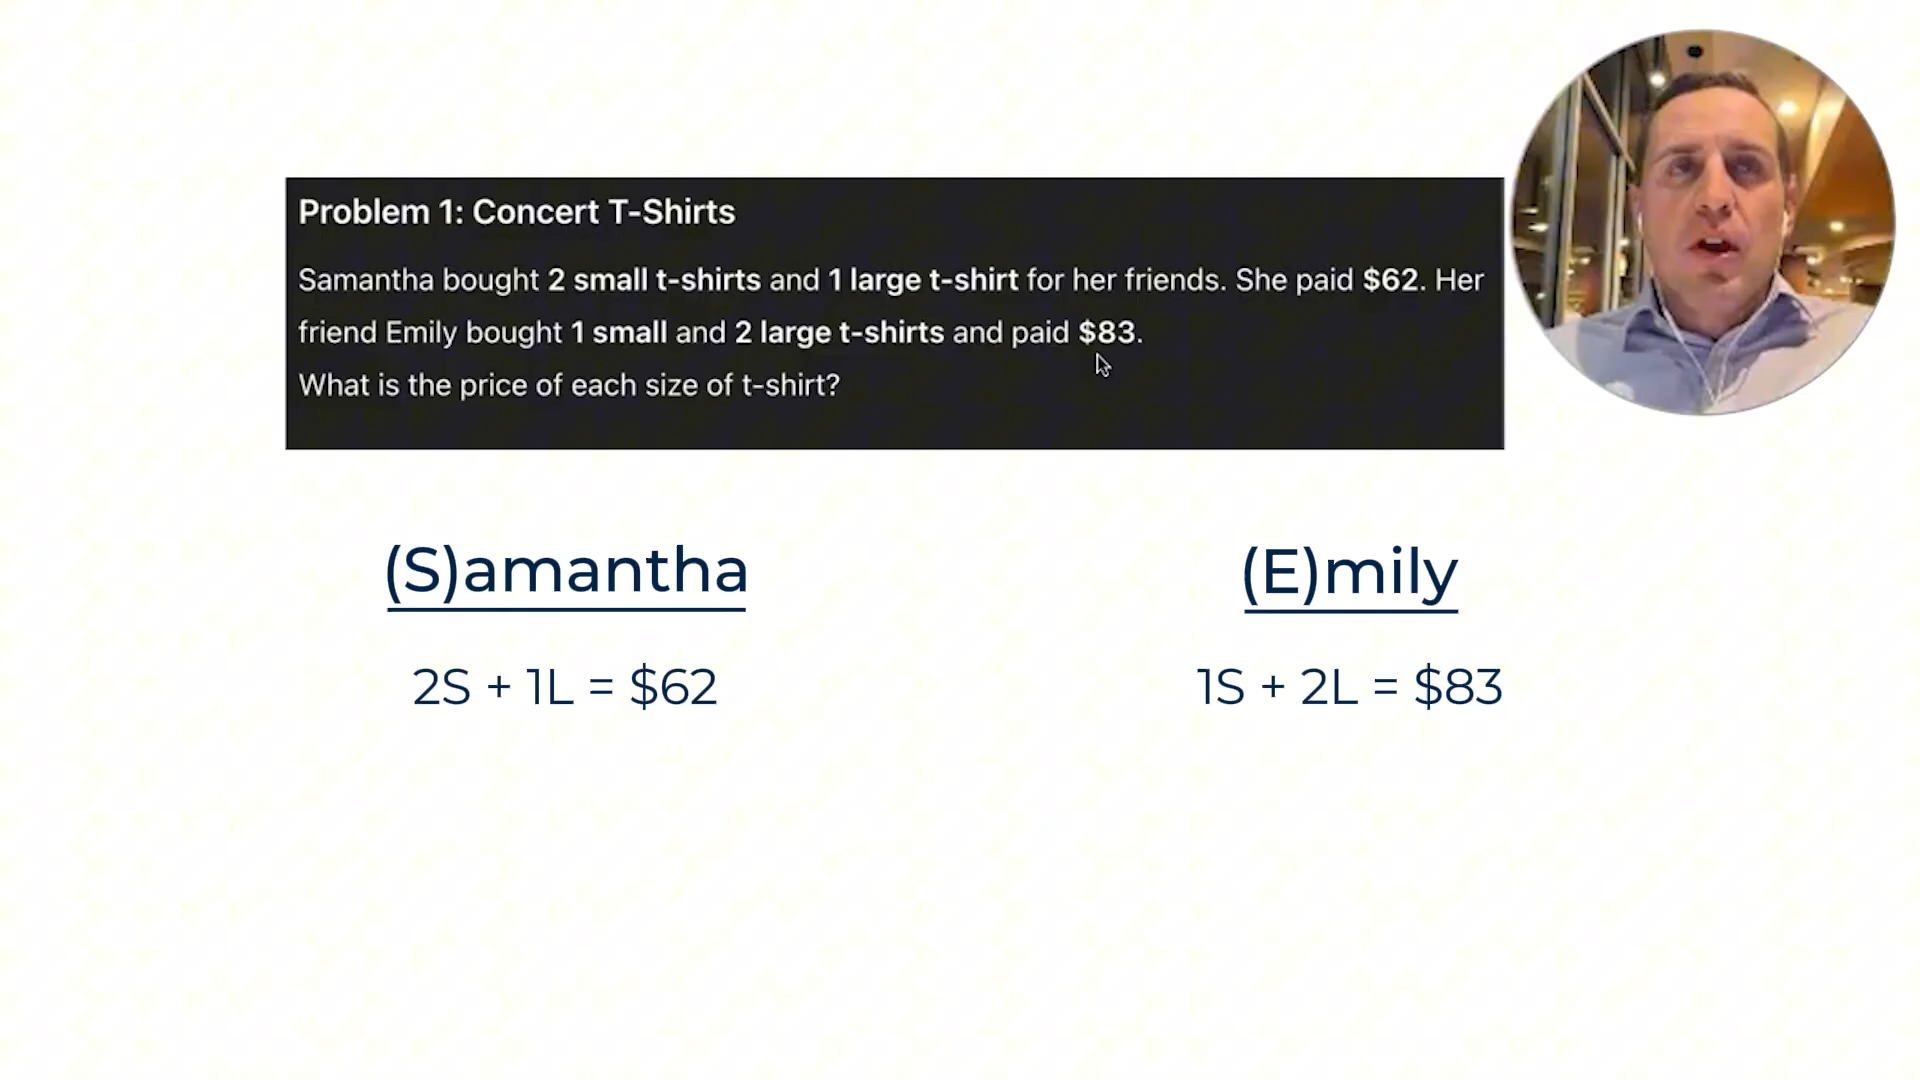 Problem 1: Concert T-Shirts
Samantha bought 2 small t-shirts and 1 large t-shirt for her friends. She paid $62. Her
friend Emily bought 1 small and 2 large t-shirts and paid $83.
What is the price of each size of t-shirt?
(S)amantha
(E)mily
2S + 1L = $62
1S + 2L = $83